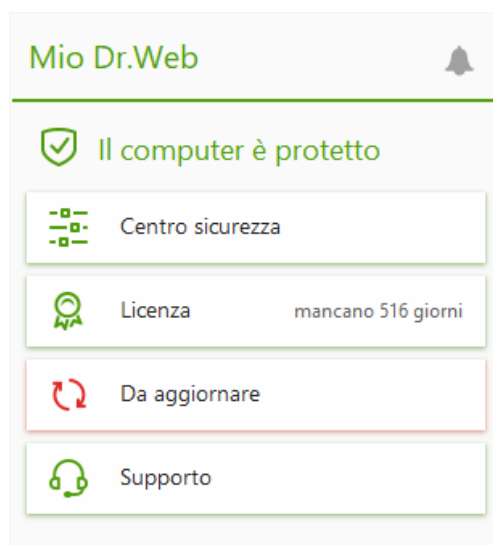 Mio Dr.Web
Il computer è protetto
Centro sicurezza
Licenza mancano 516 giorni
Da aggiornare
Supporto